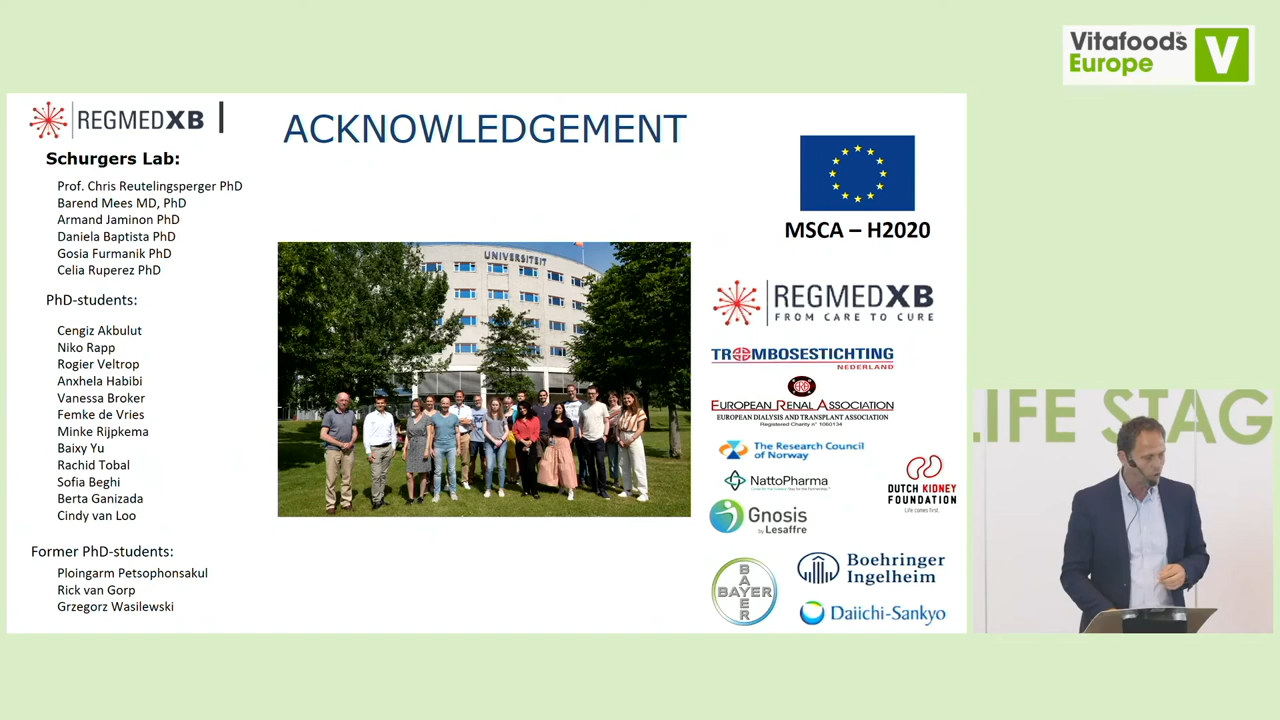 Vitafoods™
Europe
V
REGMEDXB
ACKNOWLEDGEMENT
Schurgers Lab:
Prof. Chris Reutelingsperger PhD
Barend Mees MD, PhD
Armand Jaminon PhD
Daniela Baptista PhD
Gosia Furmanik PhD
Celia Ruperez PhD
PhD-students:
Cengiz Akbulut
Niko Rapp
Rogier Veltrop
Anxhela Habibi
Vanessa Broker
Femke de Vries
Minke Rijpkema
Baixy Yu
Rachid Tobal
Sofia Beghi
Berta Ganizada
Cindy van Loo
Former PhD-students:
Ploingarm Petsophonsakul
Rick van Gorp
Grzegorz Wasilewski
UNIVERSITEIT
MSCA – H2020
REGMEDXB
FROM CARE TO CURE
TROMBOSESTICHTING
NEDERLAND
EUROPEAN RENAL ASSOCIATION
EUROPEAN DIALYSIS AND TRANSPLANT ASSOCIATION
Registered Charity n° 1060134
The Research Council
of Norway
NattoPharma
DUTCH KIDNEY
FOUNDATION
Life comes first.
Gnosis
by Lesaffre
BAYER
BAYER
Boehringer
Ingelheim
Daiichi-Sankyo
LIFE STAG